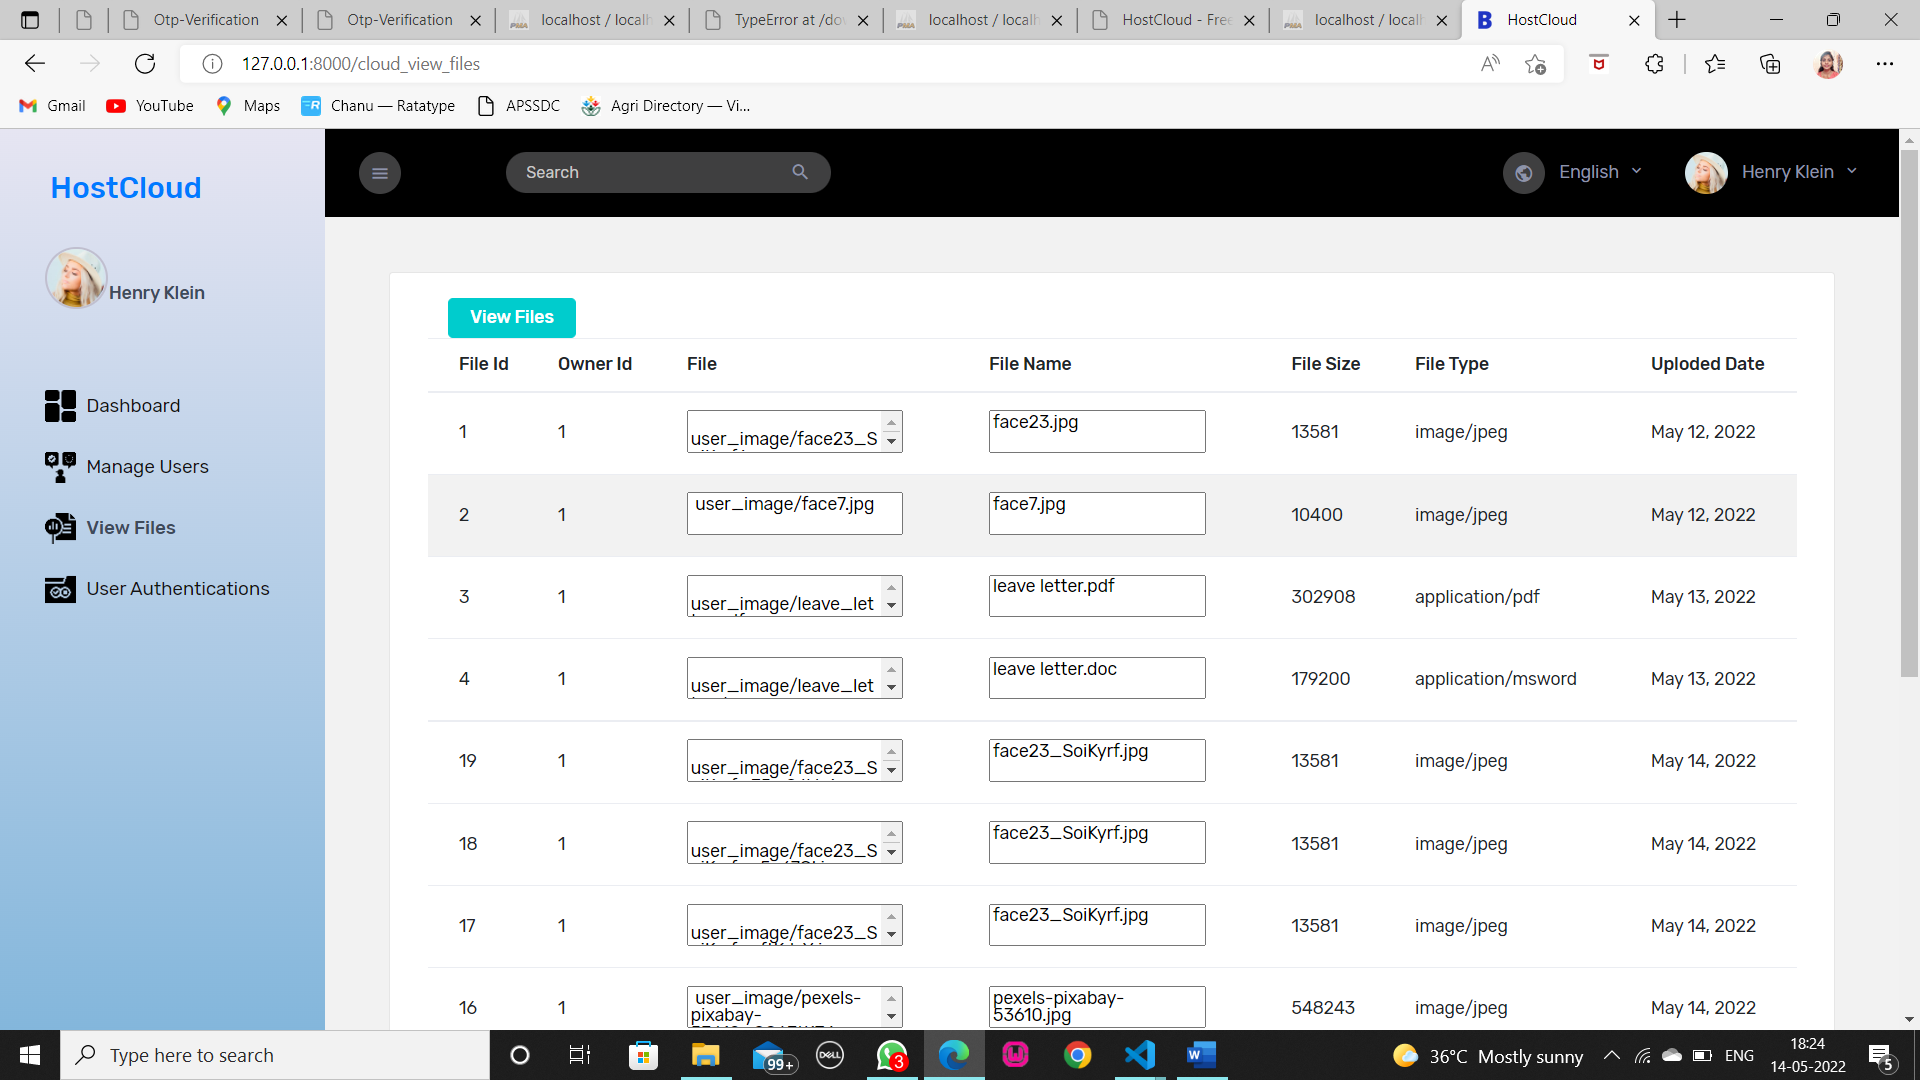 Otp-Verification
Otp-Verification
localhost / localh
TypeError at /do
localhost / localh
HostCloud - Free
localhost / localh
HostCloud
127.0.0.1:8000/cloud_view_files
Gmail
YouTube
Maps
Chanu — Ratatype
APSSDC
Agri Directory — Vi...
HostCloud
Search
English
Henry Klein
Henry Klein
Dashboard
Manage Users
View Files
User Authentications
View Files
File Id Owner Id File File Name File Size File Type Uploded Date
1 1 user_image/face23_S face23.jpg 13581 image/jpeg May 12, 2022
2 1 user_image/face7.jpg face7.jpg 10400 image/jpeg May 12, 2022
3 1 user_image/leave_let leave letter.pdf 302908 application/pdf May 13, 2022
4 1 user_image/leave_let leave letter.doc 179200 application/msword May 13, 2022
19 1 user_image/face23_S face23_SoiKyrf.jpg 13581 image/jpeg May 14, 2022
18 1 user_image/face23_S face23_SoiKyrf.jpg 13581 image/jpeg May 14, 2022
17 1 user_image/face23_S face23_SoiKyrf.jpg 13581 image/jpeg May 14, 2022
16 1 user_image/pexels- pexels-pixabay- 548243 image/jpeg May 14, 2022
pixabay- 53610.jpg
Type here to search
99+
DELL
3
W
36°C Mostly sunny
ENG
18:24
14-05-2022
5